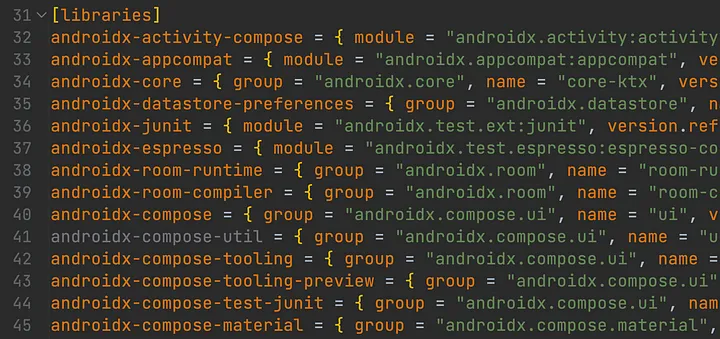 31 [libraries]
32 androidx-activity-compose = { module = "androidx.activity:activity
33 androidx-appcompat = { module = "androidx.appcompat:appcompat", ve
34 androidx-core = { group = "androidx.core", name = "core-ktx", vers
35 androidx-datastore-preferences = { group = "androidx.datastore", n
36 androidx-junit = { module = "androidx.test.ext:junit", version.ref
37 androidx-espresso = { module = "androidx.test.espresso:espresso-co
38 androidx-room-runtime = { group = "androidx.room", name = "room-ru
39 androidx-room-compiler = { group = "androidx.room", name = "room-c
40 androidx-compose = { group = "androidx.compose.ui", name = "ui", v
41 androidx-compose-util = { group = "androidx.compose.ui", name = "u
42 androidx-compose-tooling = { group = "androidx.compose.ui", name =
43 androidx-compose-tooling-preview = { group = "androidx.compose.ui"
44 androidx-compose-test-junit = { group = "androidx.compose.ui", nam
45 androidx-compose-material = { group = "androidx.compose.material",